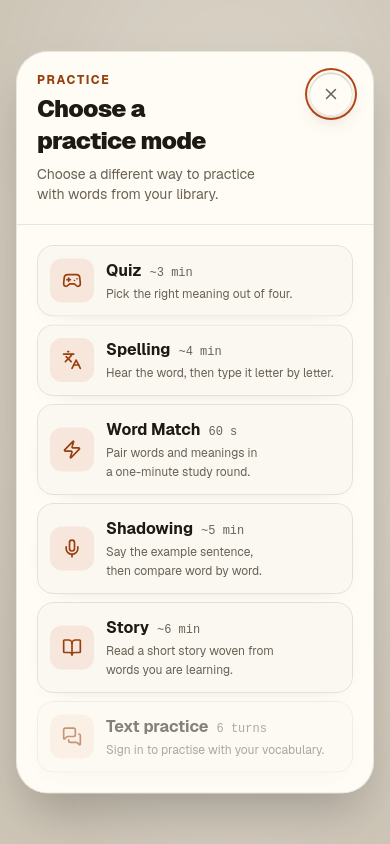 PRACTICE
Choose a
practice mode
Choose a different way to practice
with words from your library.
Quiz ~3 min
Pick the right meaning out of four.
Spelling ~4 min
Hear the word, then type it letter by letter.
Word Match 60 s
Pair words and meanings in
a one-minute study round.
Shadowing ~5 min
Say the example sentence,
then compare word by word.
Story ~6 min
Read a short story woven from
words you are learning.
Text practice 6 turns
Sign in to practise with your vocabulary.